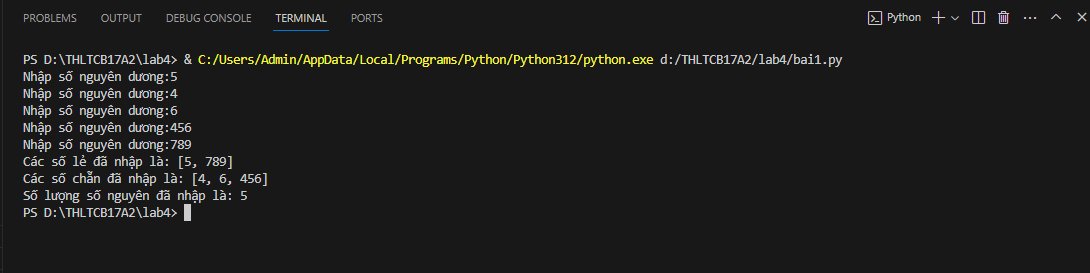 PROBLEMS OUTPUT DEBUG CONSOLE TERMINAL PORTS Python
PS D:\THLTCB17A2\lab4> & C:/Users/Admin/AppData/Local/Programs/Python/Python312/python.exe d:/THLTCB17A2/lab4/bai1.py
Nhập số nguyên dương:5
Nhập số nguyên dương:4
Nhập số nguyên dương:6
Nhập số nguyên dương:456
Nhập số nguyên dương:789
Các số lẻ đã nhập là: [5, 789]
Các số chẵn đã nhập là: [4, 6, 456]
Số lượng số nguyên đã nhập là: 5
PS D:\THLTCB17A2\lab4>